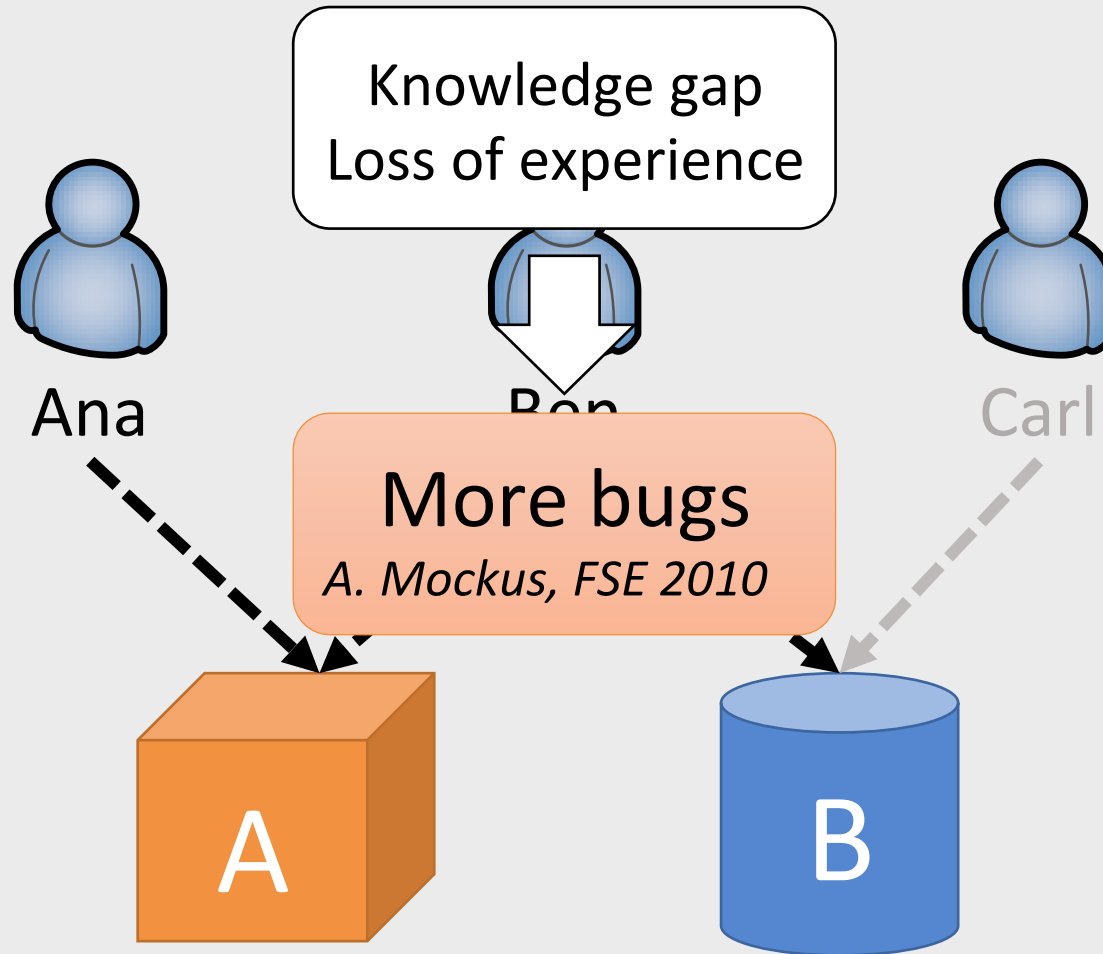 Knowledge gap
Loss of experience
Ana
Carl
More bugs
A. Mockus, FSE 2010
A
B